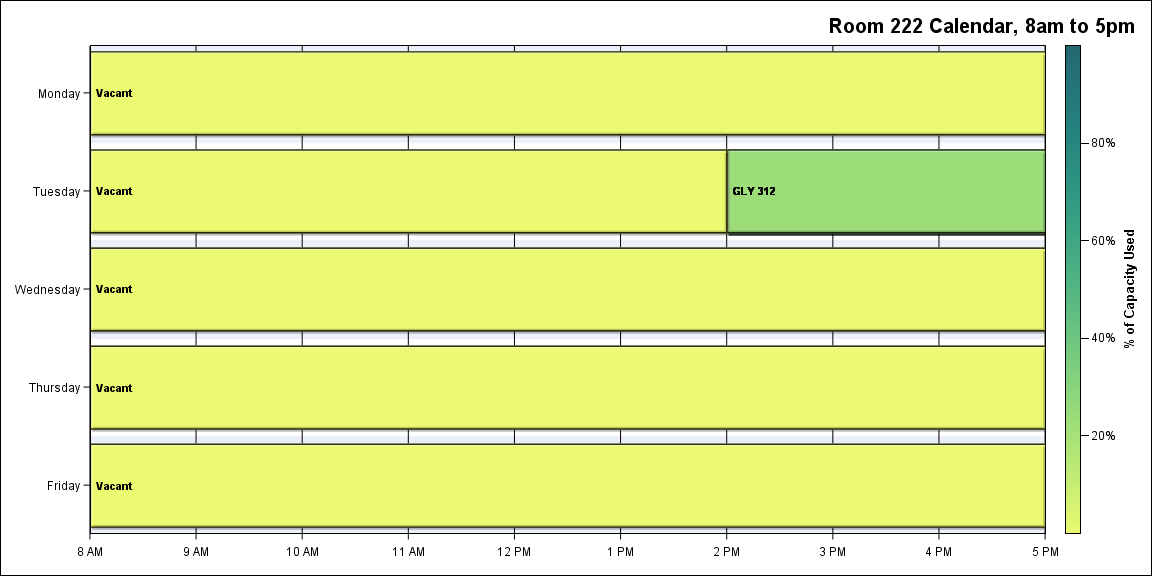 Room 222 Calendar, 8am to 5pm
Monday
Vacant
Tuesday
Vacant
GLY 312
Wednesday
Vacant
Thursday
Vacant
Friday
Vacant
8 AM 9 AM 10 AM 11 AM 12 PM 1 PM 2 PM 3 PM 4 PM 5 PM
80%
60%
40%
20%
% of Capacity Used